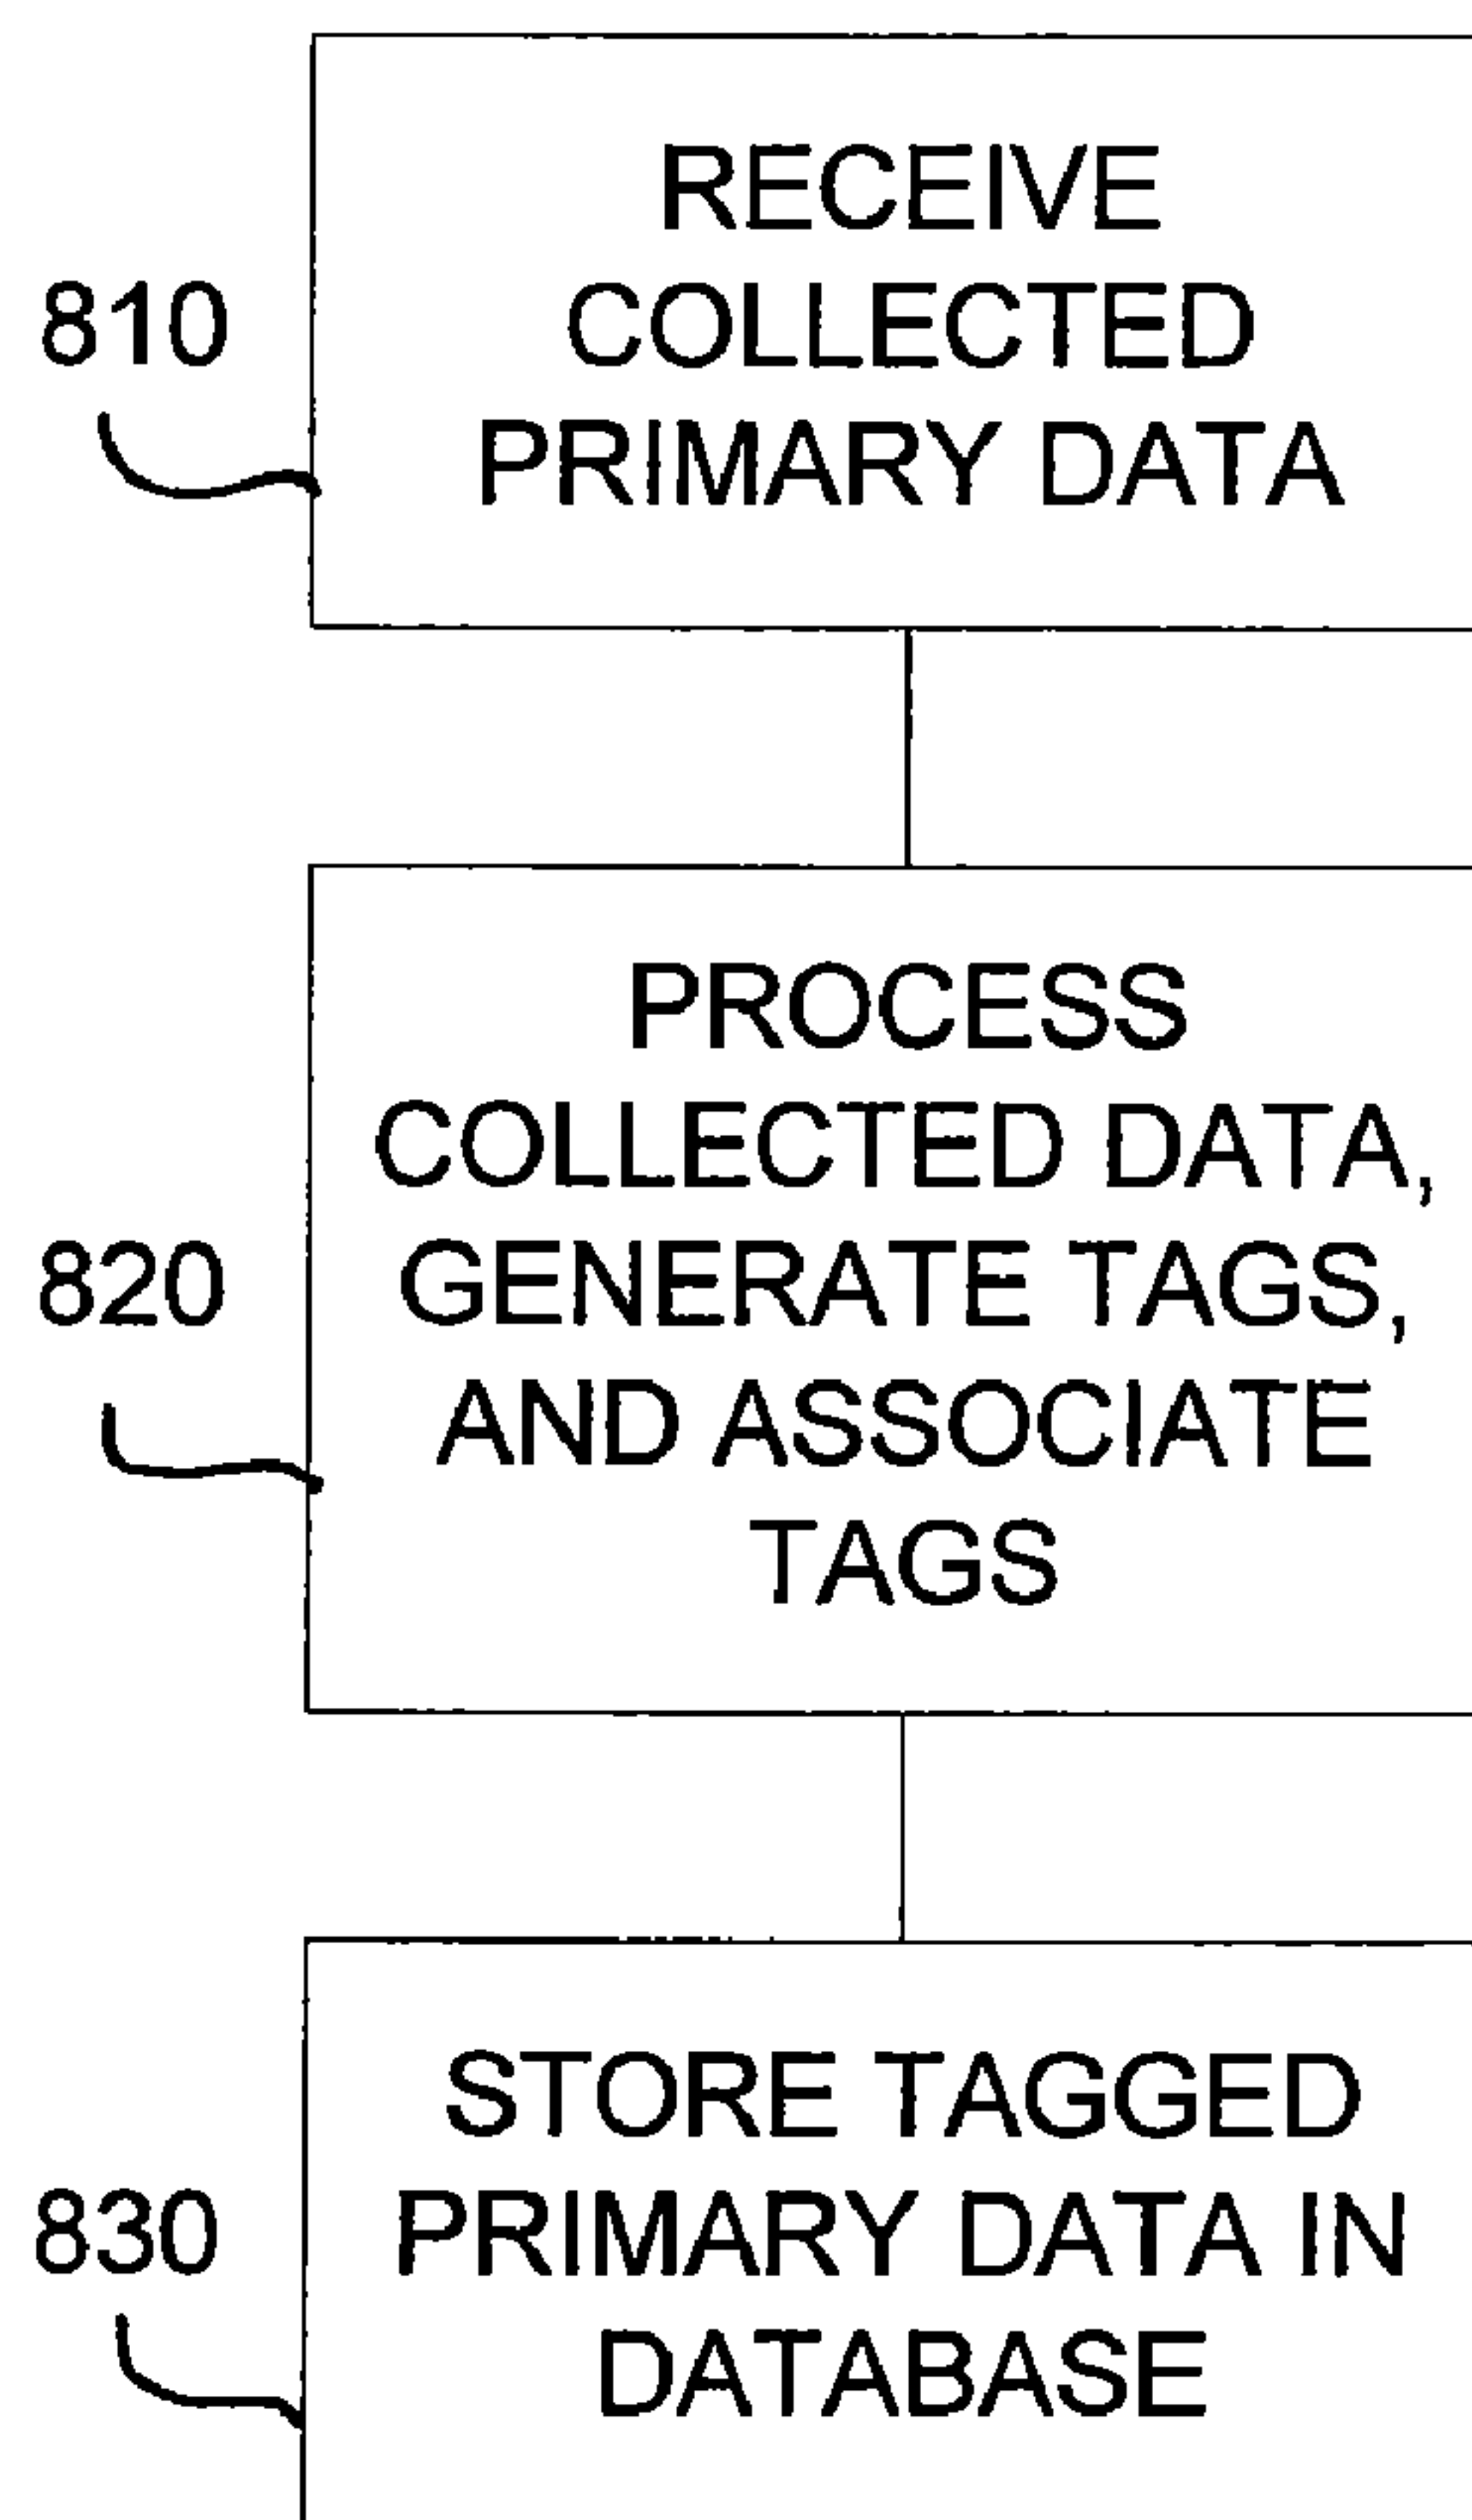 RECEIVE
COLLECTED
PRIMARY DATA
810
PROCESS
COLLECTED DATA,
GENERATE TAGS,
AND ASSOCIATE
TAGS
820
STORE TAGGED
PRIMARY DATA IN
DATABASE
830